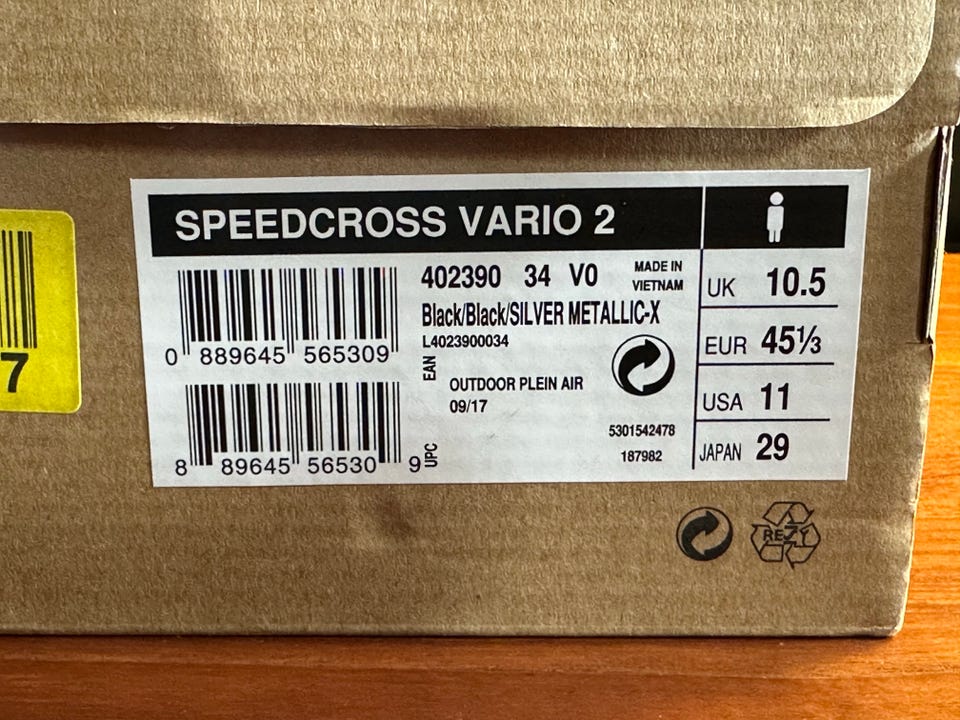 SPEEDCROSS VARIO 2
402390 34 V0
MADE IN
VIETNAM
Black/Black/SILVER METALLIC-X
L4023900034
0 889645 565309
EAN
OUTDOOR PLEIN AIR
09/17
5301542478
187982
8 89645 56530 9
UPC
UK 10.5
EUR 45⅓
USA 11
JAPAN 29
7
RESY